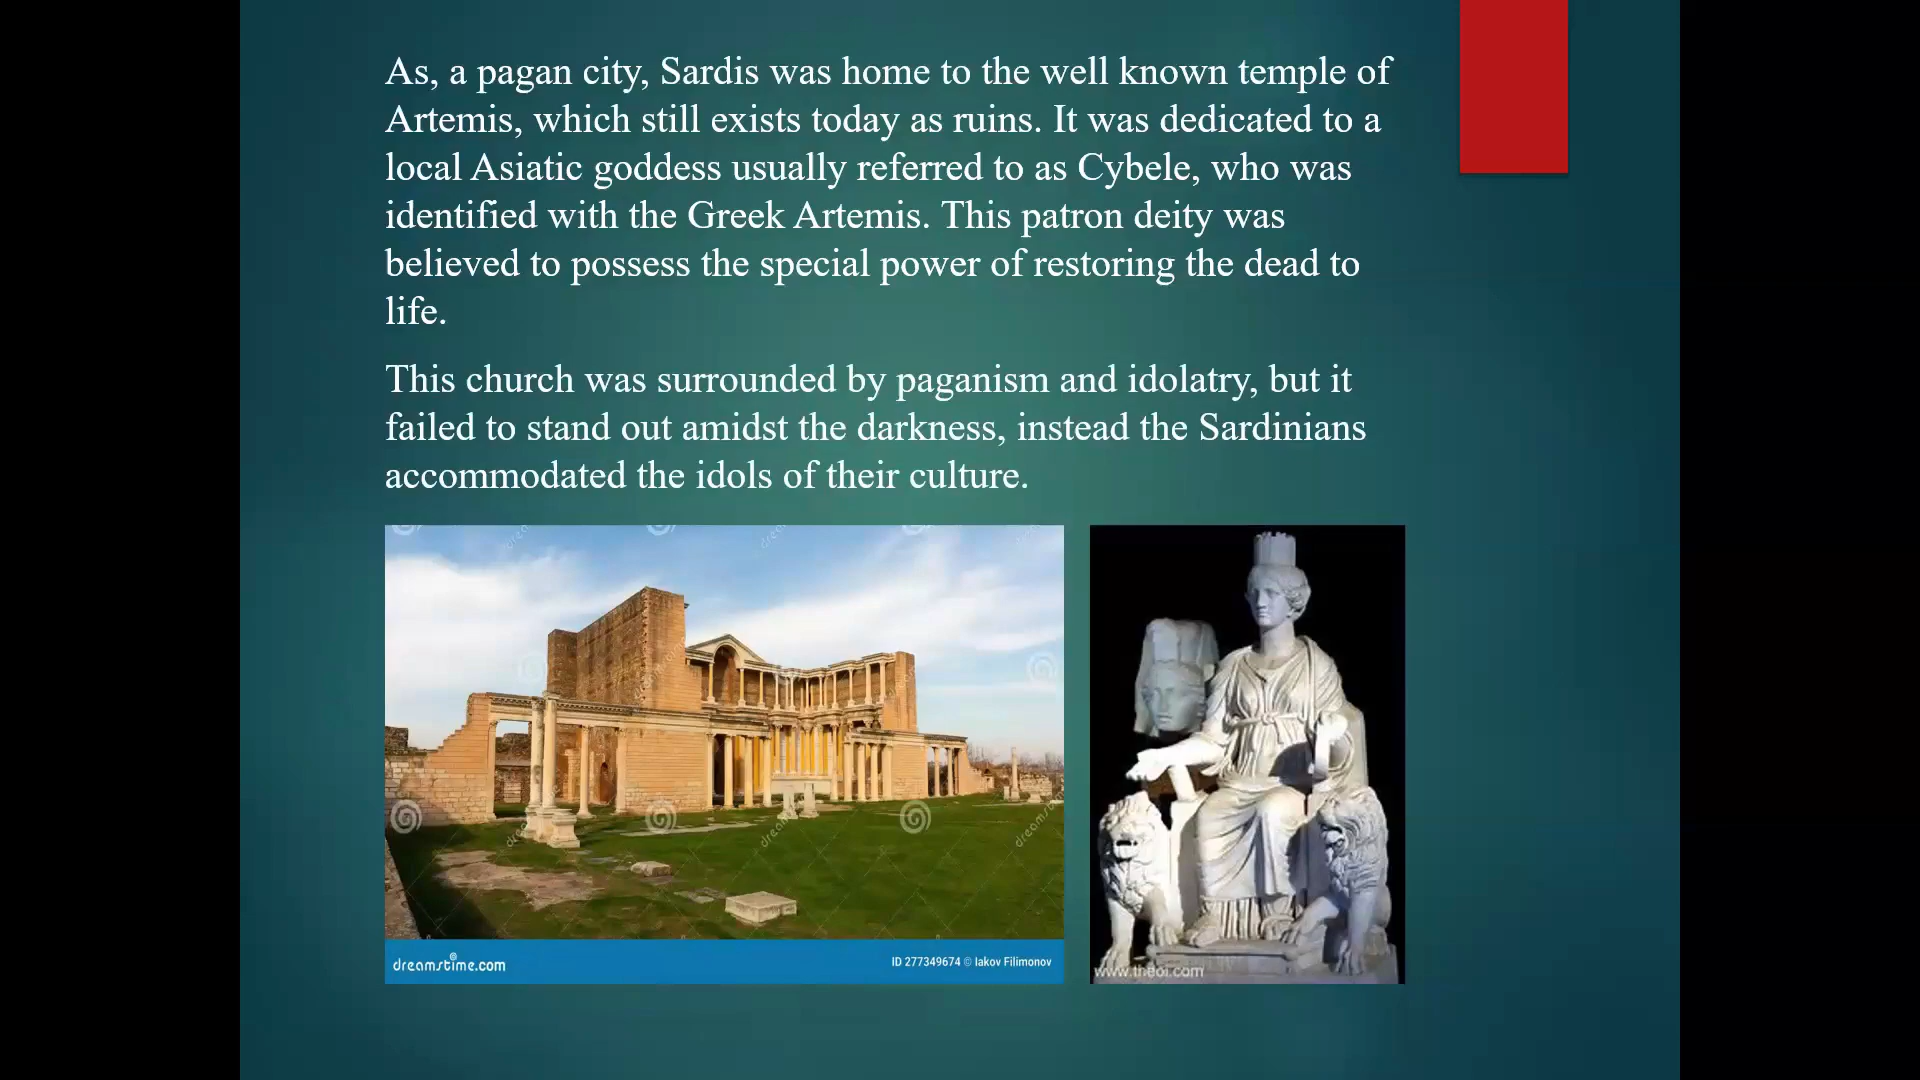 As, a pagan city, Sardis was home to the well known temple of
Artemis, which still exists today as ruins. It was dedicated to a
local Asiatic goddess usually referred to as Cybele, who was
identified with the Greek Artemis. This patron deity was
believed to possess the special power of restoring the dead to
life.
This church was surrounded by paganism and idolatry, but it
failed to stand out amidst the darkness, instead the Sardinians
accommodated the idols of their culture.
dreamstime.com
ID 277349674 © Iakov Filimonov
www.theoi.com